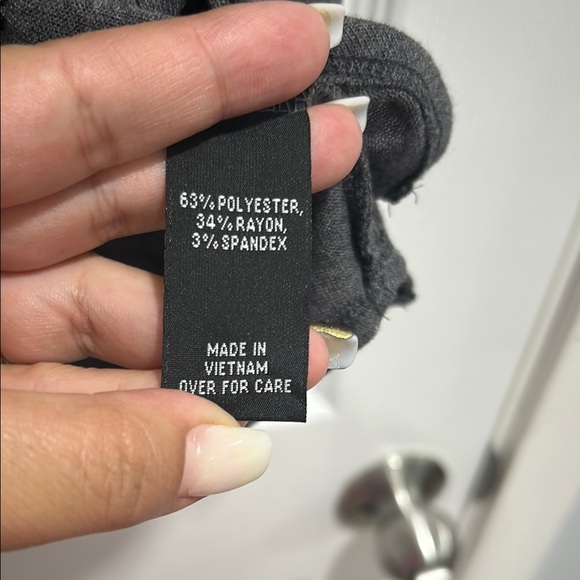 63% POLYESTER,
34% RAYON,
3% SPANDEX
MADE IN
VIETNAM
OVER FOR CARE